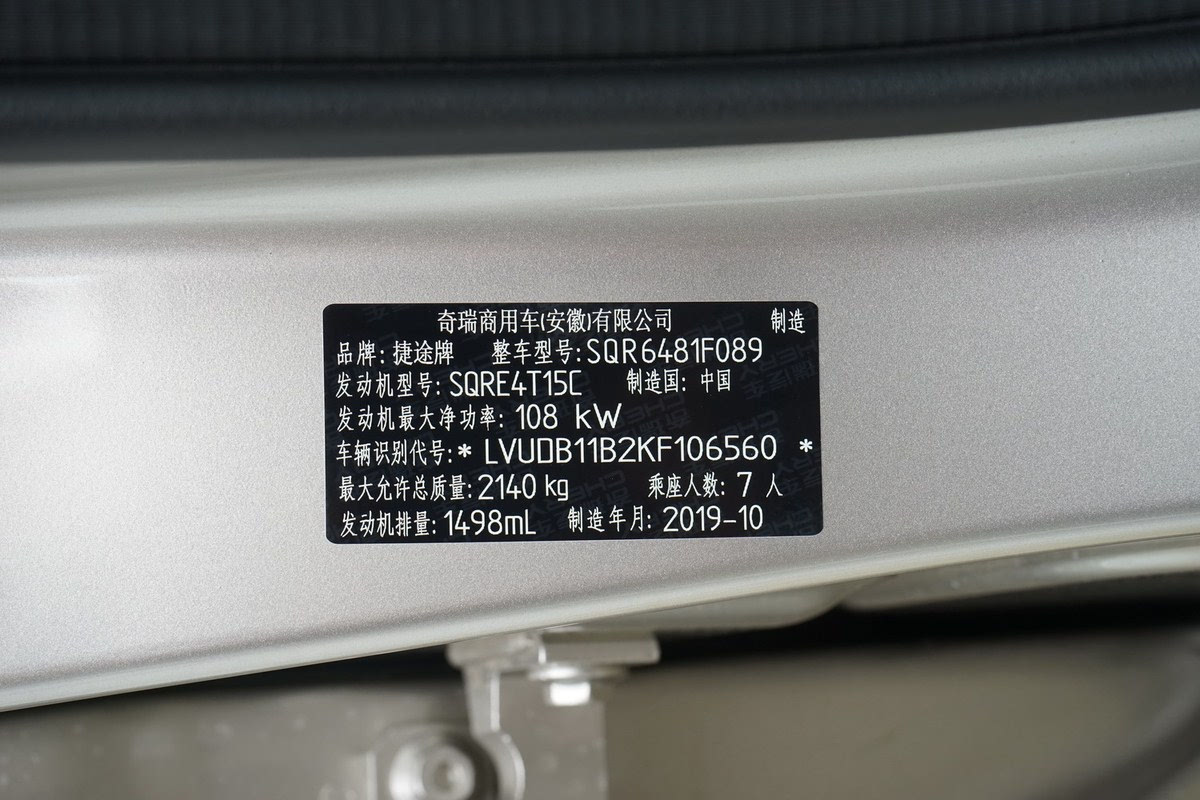 奇瑞商用车(安徽)有限公司 制造
品牌: 捷途牌 整车型号: SQR6481F089
发动机型号: SQRE4T15C 制造国: 中国
发动机最大净功率: 108 kW
车辆识别代号: * LVUDB11B2KF106560 *
最大允许总质量: 2140 kg 乘座人数: 7 人
发动机排量: 1498mL 制造年月: 2019-10